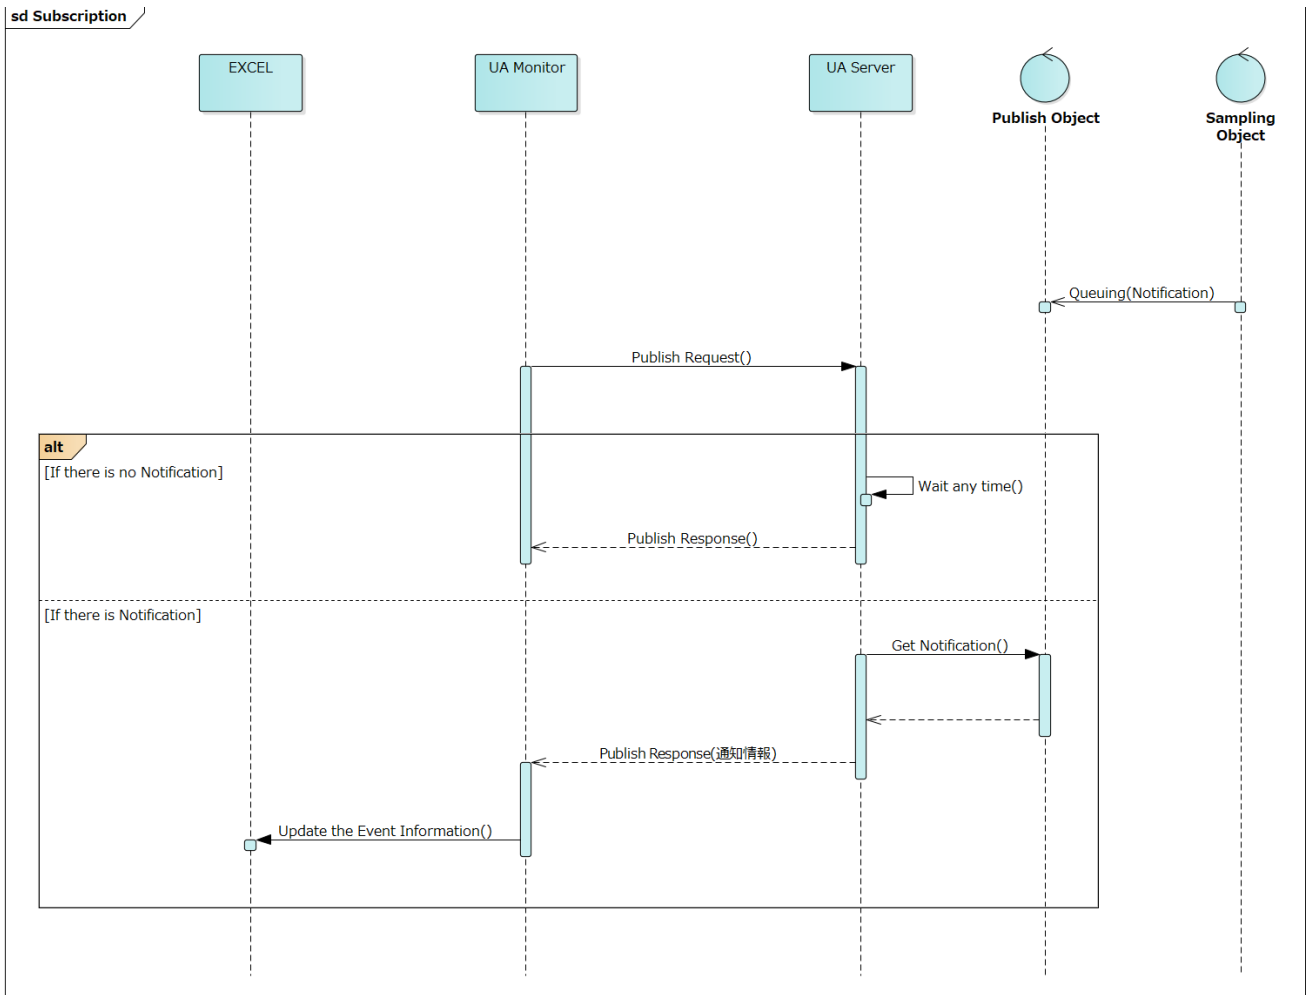 sd Subscription
EXCEL
UA Monitor
UA Server
Publish Object
Sampling
Object
Queuing(Notification)
Publish Request()
alt
[If there is no Notification]
Wait any time()
Publish Response()
[If there is Notification]
Get Notification()
Publish Response(通知情報)
Update the Event Information()